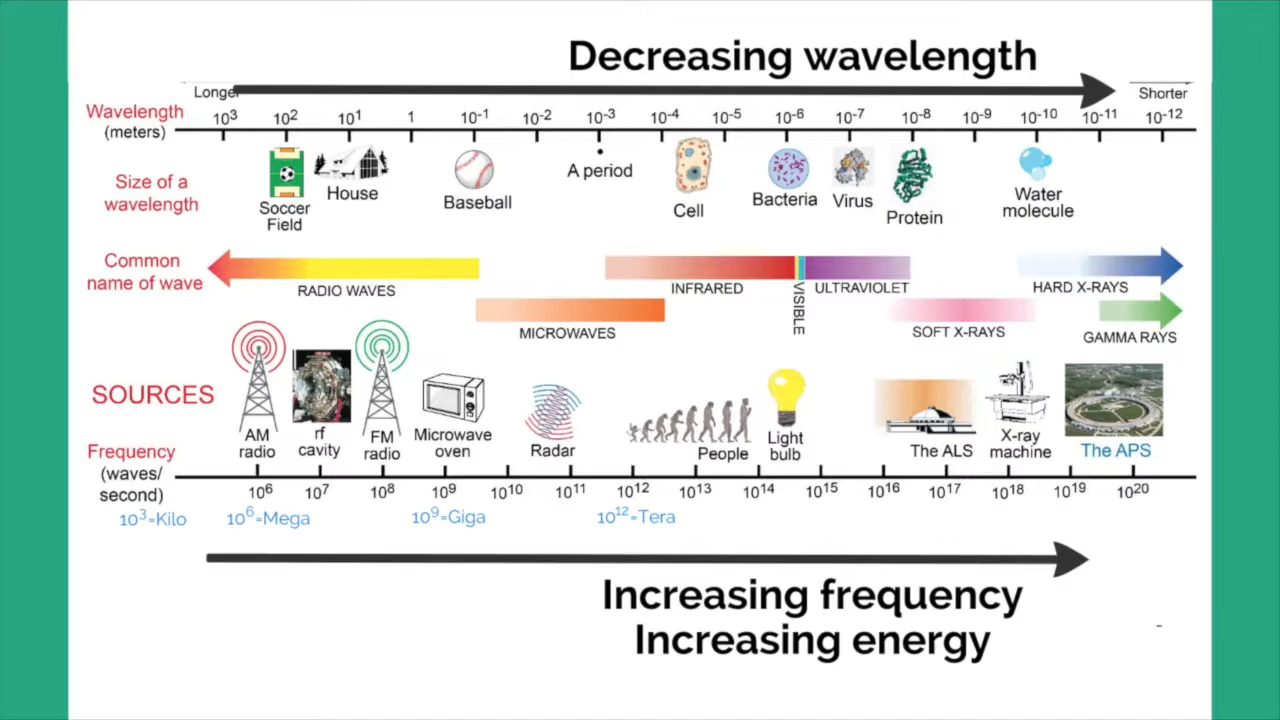 Decreasing wavelength
Longer
Shorter
Wavelength
(meters)
10³ 10² 10¹ 1 10⁻¹ 10⁻² 10⁻³ 10⁻⁴ 10⁻⁵ 10⁻⁶ 10⁻⁷ 10⁻⁸ 10⁻⁹ 10⁻¹⁰ 10⁻¹¹ 10⁻¹²
Size of a
wavelength
Soccer
Field
House
Baseball
A period
Cell
Bacteria
Virus
Protein
Water
molecule
Common
name of wave
RADIO WAVES
MICROWAVES
INFRARED
VISIBLE
ULTRAVIOLET
SOFT X-RAYS
HARD X-RAYS
GAMMA RAYS
SOURCES
AM
radio
rf
cavity
FM
radio
Microwave
oven
Radar
People
Light
bulb
The ALS
X-ray
machine
The APS
Frequency
(waves/
second)
10⁶ 10⁷ 10⁸ 10⁹ 10¹⁰ 10¹¹ 10¹² 10¹³ 10¹⁴ 10¹⁵ 10¹⁶ 10¹⁷ 10¹⁸ 10¹⁹ 10²⁰
10³=Kilo
10⁶=Mega
10⁹=Giga
10¹²=Tera
Increasing frequency
Increasing energy